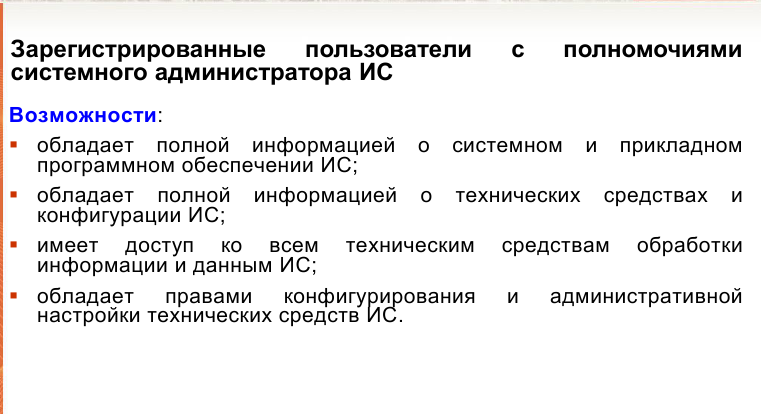 Зарегистрированные пользователи с полномочиями
системного администратора ИС
Возможности:
▪ обладает полной информацией о системном и прикладном
программном обеспечении ИС;
▪ обладает полной информацией о технических средствах и
конфигурации ИС;
▪ имеет доступ ко всем техническим средствам обработки
информации и данным ИС;
▪ обладает правами конфигурирования и административной
настройки технических средств ИС.